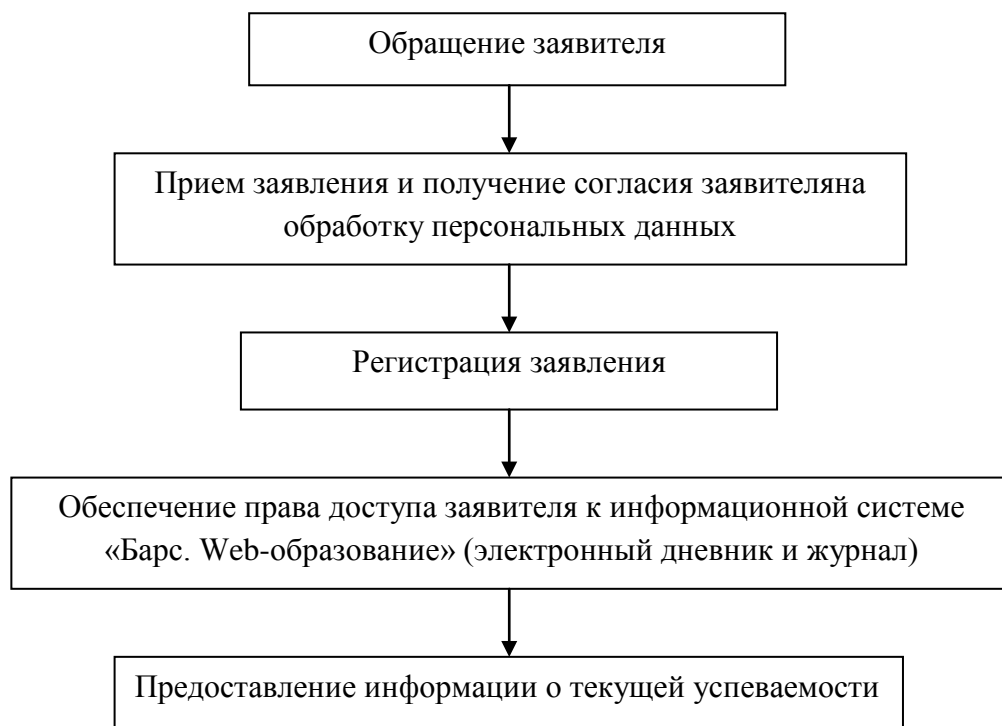 Обращение заявителя
Прием заявления и получение согласия заявителяна
обработку персональных данных
Регистрация заявления
Обеспечение права доступа заявителя к информационной системе
«Барс. Web-образование» (электронный дневник и журнал)
Предоставление информации о текущей успеваемости